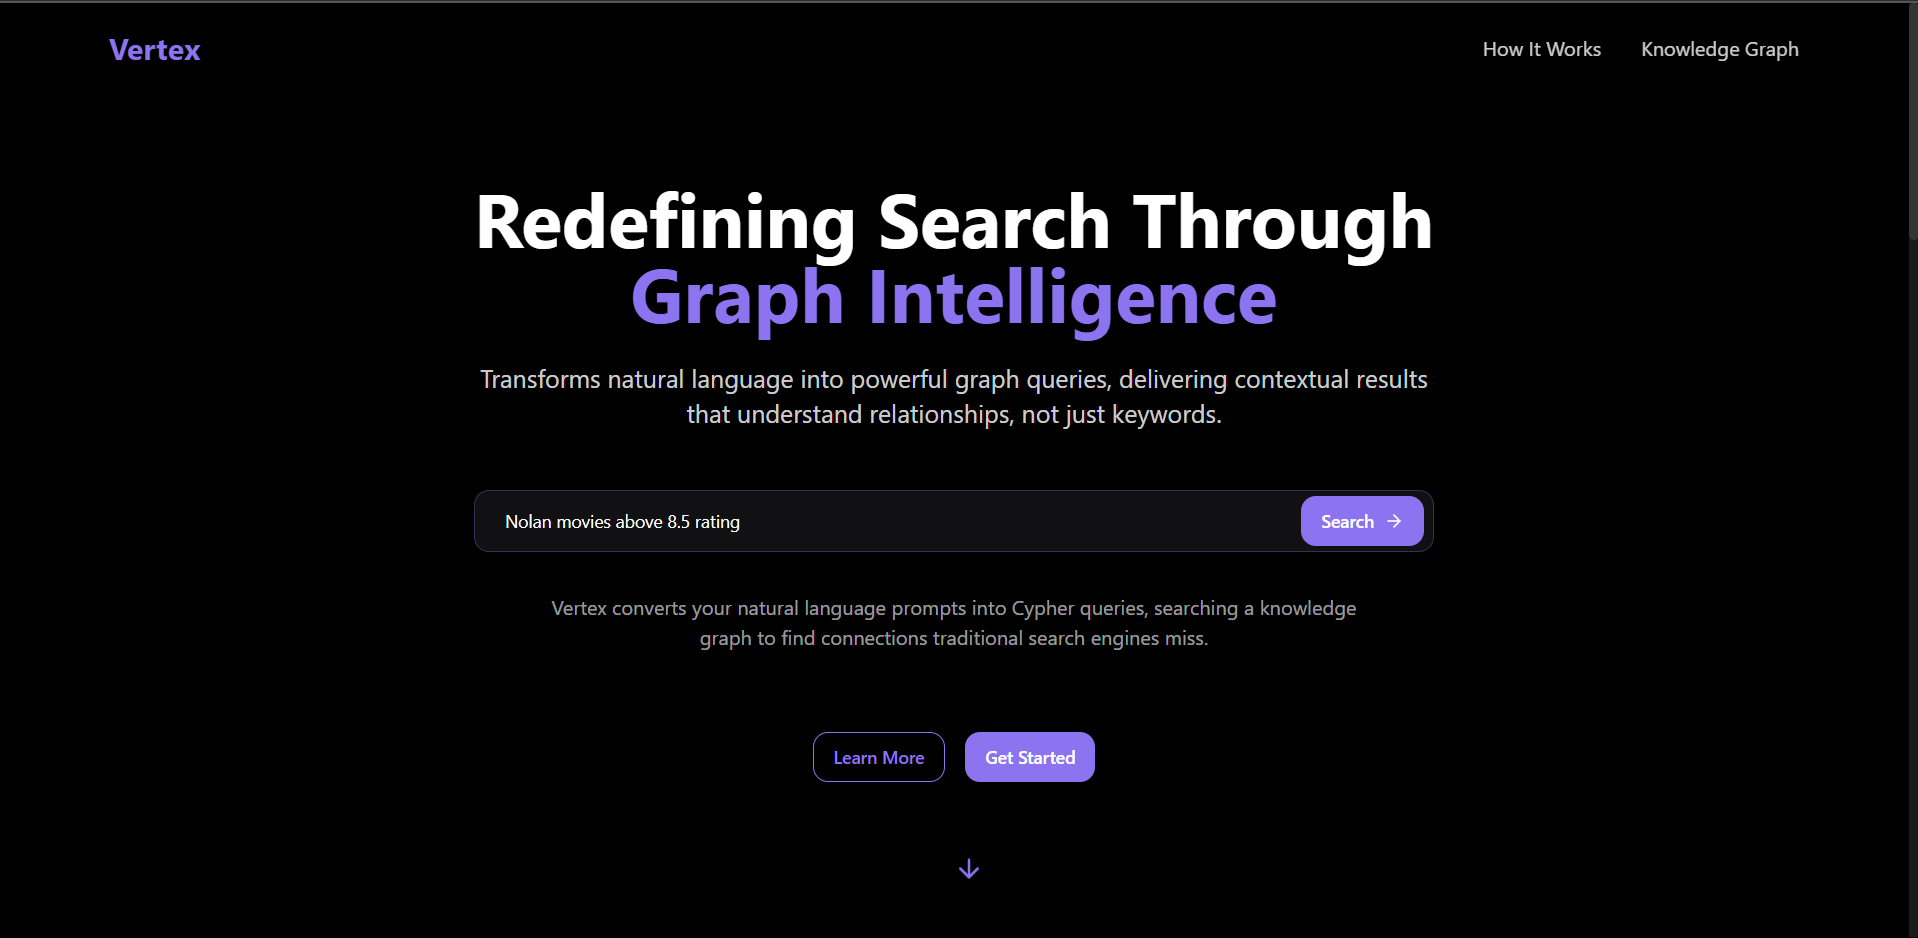 Vertex
How It Works
Knowledge Graph
Redefining Search Through
Graph Intelligence
Transforms natural language into powerful graph queries, delivering contextual results
that understand relationships, not just keywords.
Nolan movies above 8.5 rating
Search
Vertex converts your natural language prompts into Cypher queries, searching a knowledge
graph to find connections traditional search engines miss.
Learn More
Get Started